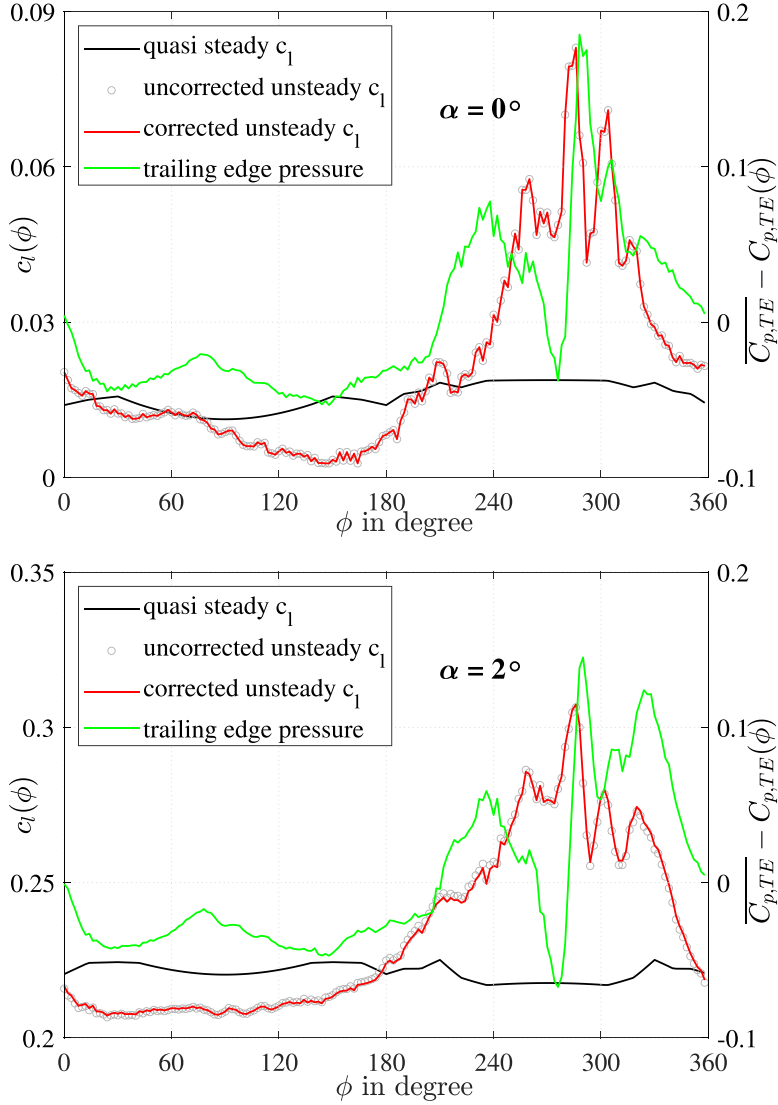 0.09
0.06
0.03
0
c_l(ϕ)
quasi steady c_l
uncorrected unsteady c_l
corrected unsteady c_l
trailing edge pressure
α = 0°
0.2
0.1
0
-0.1
C_{p,TE} − C_{p,TE}(ϕ)
0 60 120 180 240 300 360
ϕ in degree
0.35
0.3
0.25
0.2
c_l(ϕ)
quasi steady c_l
uncorrected unsteady c_l
corrected unsteady c_l
trailing edge pressure
α = 2°
0.2
0.1
0
-0.1
C_{p,TE} − C_{p,TE}(ϕ)
0 60 120 180 240 300 360
ϕ in degree